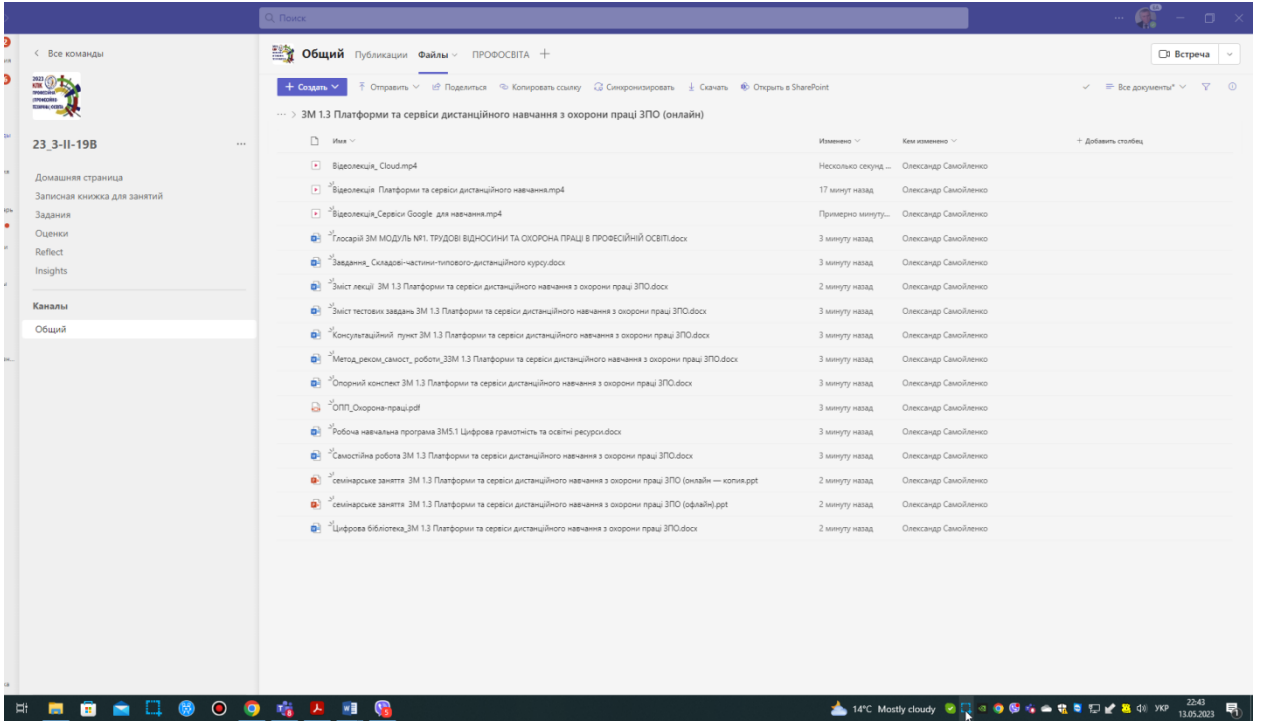 Поиск
Все команды
23_3-ІІ-19В
Домашняя страница
Записная книжка для занятий
Задания
Оценки
Reflect
Insights
Каналы
Общий
Общий Публикации Файлы ПРОФОСВІТА
Встреча
Создать Отправить Поделиться Копировать ссылку Синхронизировать Скачать Открыть в SharePoint Все документы*
ЗМ 1.3 Платформи та сервіси дистанційного навчання з охорони праці ЗПО (онлайн)
Имя Изменено Кем изменено + Добавить столбец
Відеолекція_ Cloud.mp4 Несколько секунд ... Олександр Самойленко
Відеолекція Платформи та сервіси дистанційного навчання.mp4 17 минут назад Олександр Самойленко
Відеолекція_Сервіси Google для навчання.mp4 Примерно минуту... Олександр Самойленко
Глосарій ЗМ МОДУЛЬ №1. ТРУДОВІ ВІДНОСИНИ ТА ОХОРОНА ПРАЦІ В ПРОФЕСІЙНІЙ ОСВІТІ.docx 3 минуту назад Олександр Самойленко
Завдання_ Складові-частини-типового-дистанційного курсу.docx 3 минуту назад Олександр Самойленко
Зміст лекції ЗМ 1.3 Платформи та сервіси дистанційного навчання з охорони праці ЗПО.docx 2 минуту назад Олександр Самойленко
Зміст тестових завдань ЗМ 1.3 Платформи та сервіси дистанційного навчання з охорони праці ЗПО.docx 3 минуту назад Олександр Самойленко
Консультаційний пункт ЗМ 1.3 Платформи та сервіси дистанційного навчання з охорони праці ЗПО.docx 3 минуту назад Олександр Самойленко
Метод_реком_самост_ роботи_ЗЗМ 1.3 Платформи та сервіси дистанційного навчання з охорони праці ЗПО.docx 3 минуту назад Олександр Самойленко
Опорний конспект ЗМ 1.3 Платформи та сервіси дистанційного навчання з охорони праці ЗПО.docx 3 минуту назад Олександр Самойленко
ОПП_Охорона-праці.pdf 3 минуту назад Олександр Самойленко
Робоча навчальна програма ЗМ5.1 Цифрова грамотність та освітні ресурси.docx 3 минуту назад Олександр Самойленко
Самостійна робота ЗМ 1.3 Платформи та сервіси дистанційного навчання з охорони праці ЗПО.docx 3 минуту назад Олександр Самойленко
семінарське заняття ЗМ 1.3 Платформи та сервіси дистанційного навчання з охорони праці ЗПО (онлайн — копия.ppt 2 минуту назад Олександр Самойленко
семінарське заняття ЗМ 1.3 Платформи та сервіси дистанційного навчання з охорони праці ЗПО (офлайн).ppt 2 минуту назад Олександр Самойленко
Цифрова бібліотека_ЗМ 1.3 Платформи та сервіси дистанційного навчання з охорони праці ЗПО.docx 2 минуту назад Олександр Самойленко
14°C Mostly cloudy УКР 22:43
13.05.2023